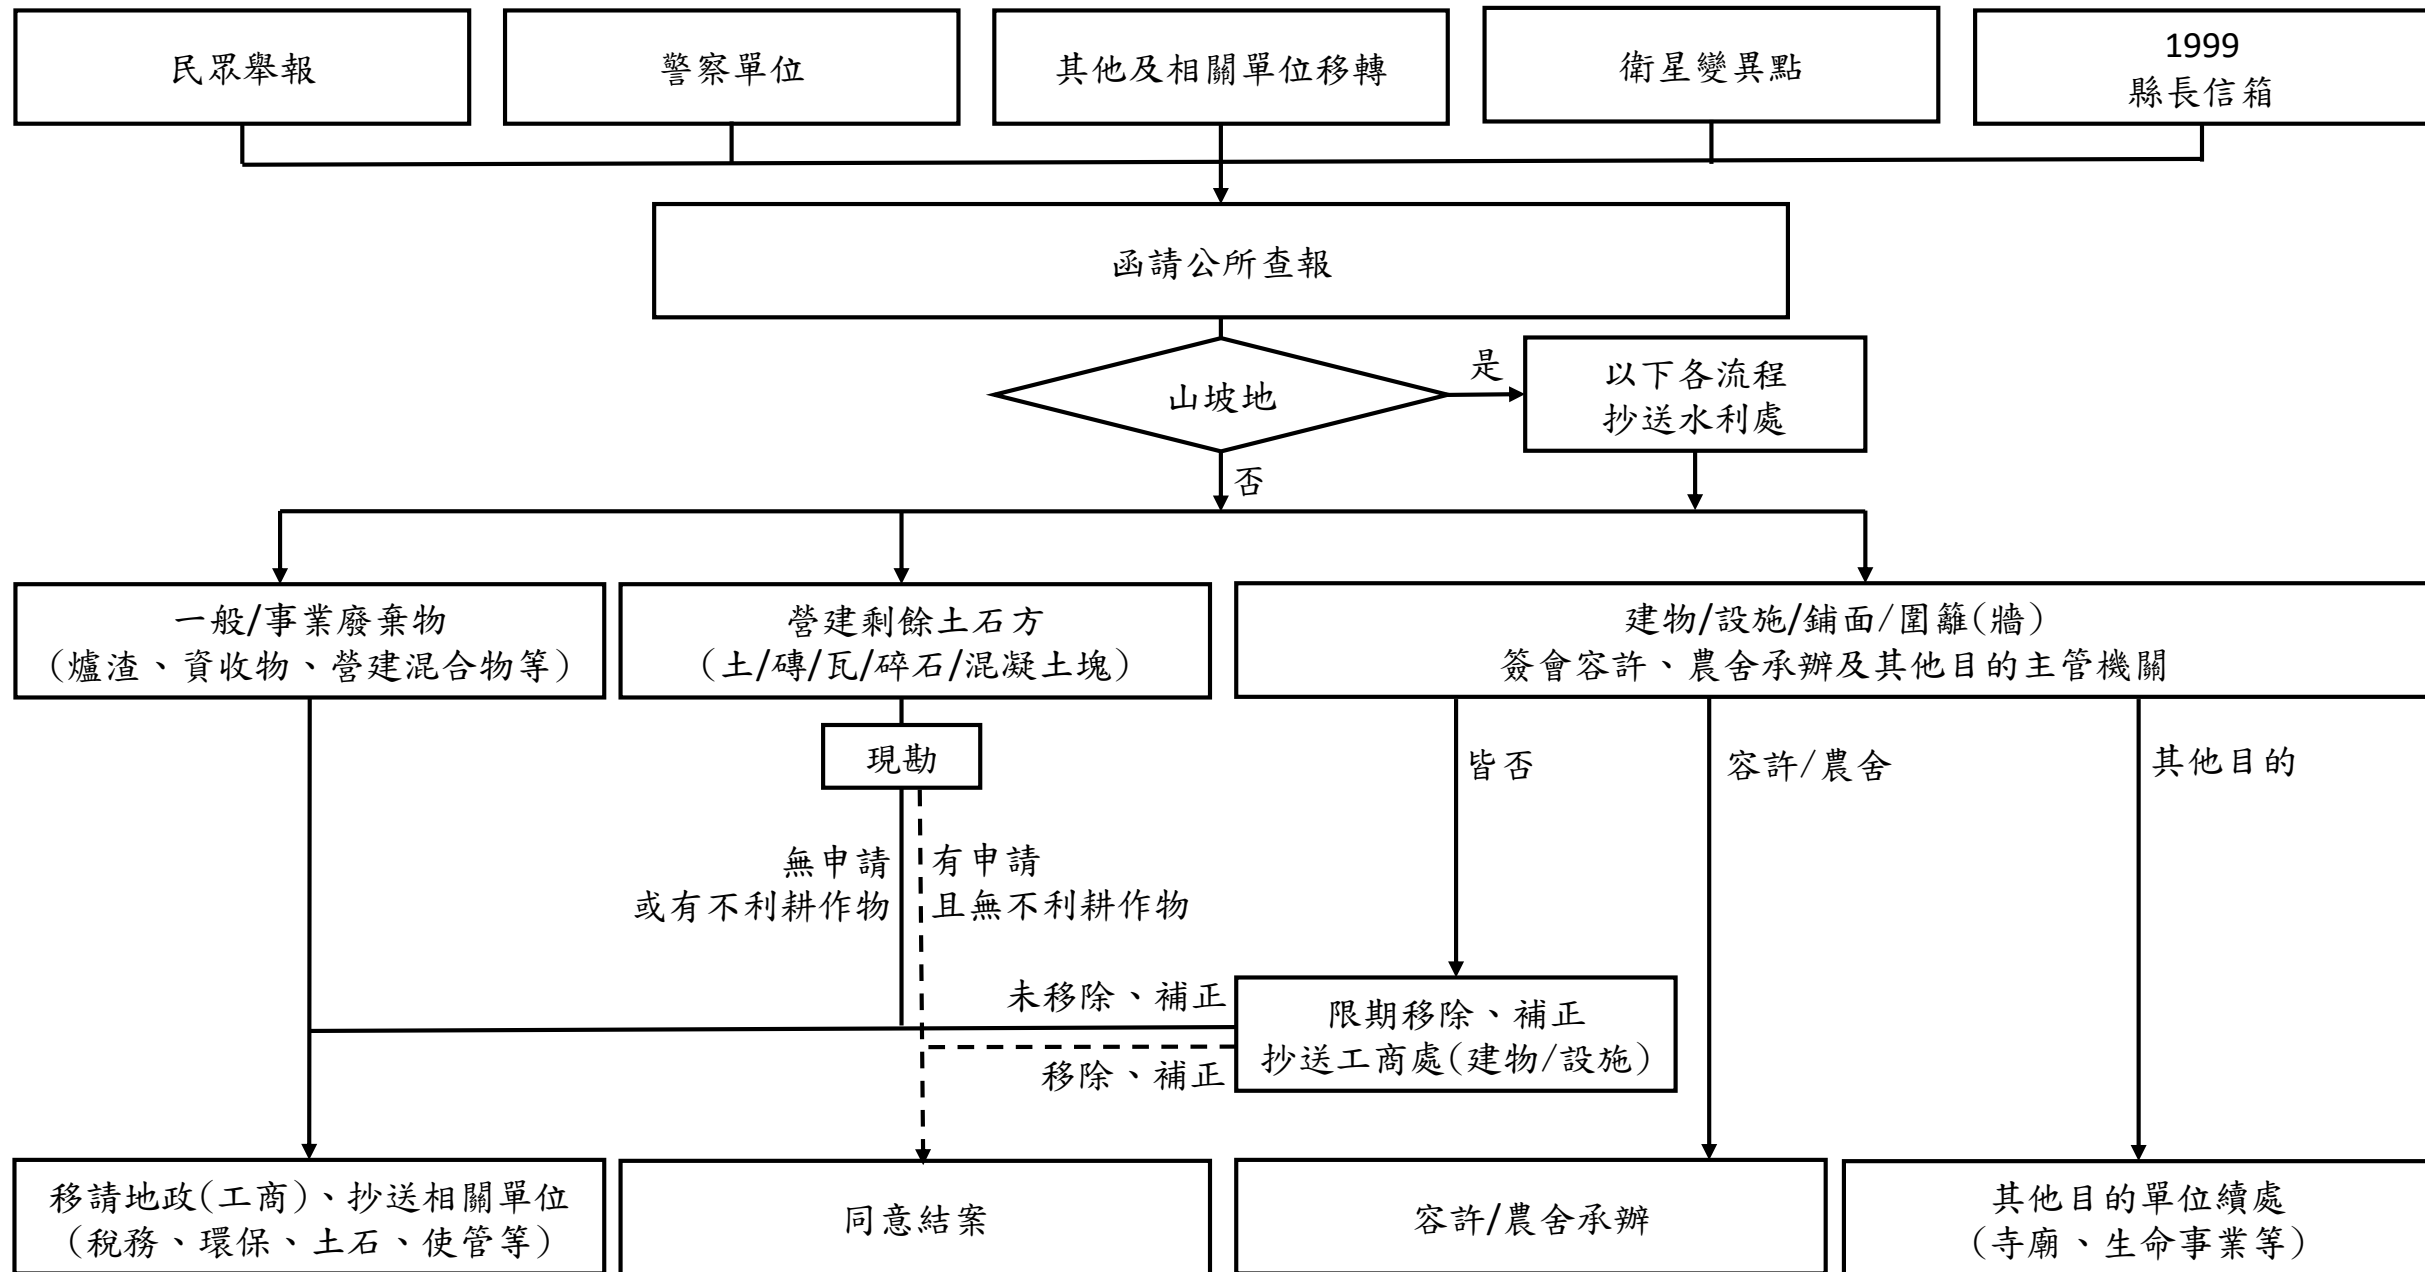 民眾舉報
警察單位
其他及相關單位移轉
衛星變異點
1999
縣長信箱
函請公所查報
山坡地
是
以下各流程
抄送水利處
否
一般/事業廢棄物
(爐渣、資收物、營建混合物等)
營建剩餘土石方
(土/磚/瓦/碎石/混凝土塊)
建物/設施/鋪面/圍籬(牆)
簽會容許、農舍承辦及其他目的主管機關
現勘
皆否
容許/農舍
其他目的
無申請
或有不利耕作物
有申請
且無不利耕作物
未移除、補正
移除、補正
限期移除、補正
抄送工商處(建物/設施)
移請地政(工商)、抄送相關單位
(稅務、環保、土石、使管等)
同意結案
容許/農舍承辦
其他目的單位續處
(寺廟、生命事業等)